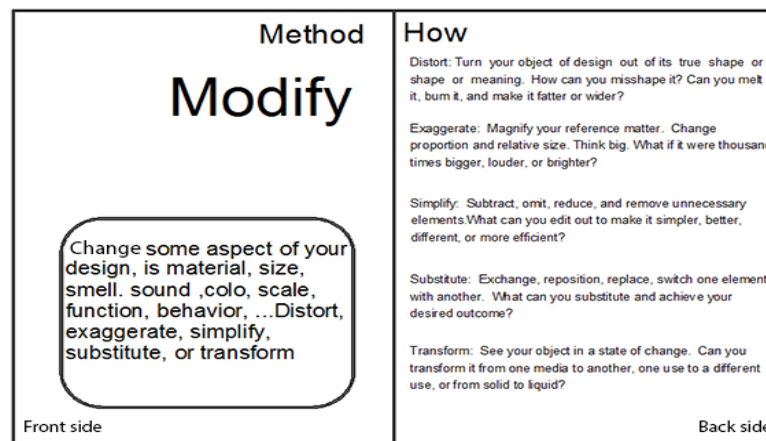 Method
Modify
Change some aspect of your
design, is material, size,
smell. sound ,colo, scale,
function, behavior, ...Distort,
exaggerate, simplify,
substitute, or transform
Front side
How
Distort: Turn your object of design out of its true shape or
shape or meaning. How can you misshape it? Can you melt
it, burn it, and make it fatter or wider?
Exaggerate: Magnify your reference matter. Change
proportion and relative size. Think big. What if it were thousan
times bigger, louder, or brighter?
Simplify: Subtract, omit, reduce, and remove unnecessary
elements.What can you edit out to make it simpler, better,
different, or more efficient?
Substitute: Exchange, reposition, replace, switch one element
with another. What can you substitute and achieve your
desired outcome?
Transform: See your object in a state of change. Can you
transform it from one media to another, one use to a different
use, or from solid to liquid?
Back side